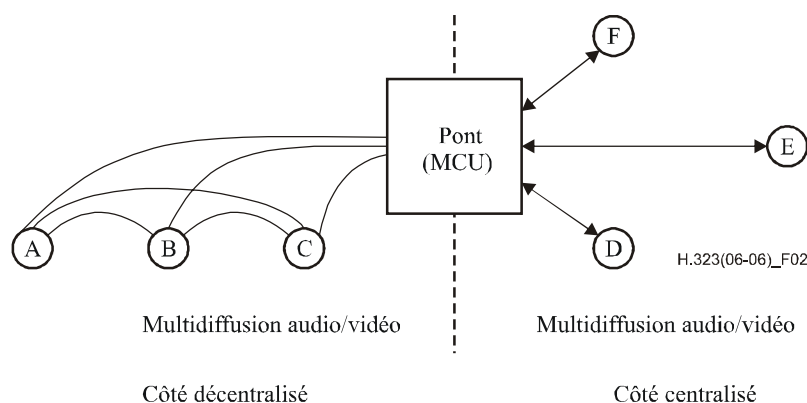 F
Pont
(MCU)
E
A
B
C
D
H.323(06-06)_F02
Multidiffusion audio/vidéo
Multidiffusion audio/vidéo
Côté décentralisé
Côté centralisé